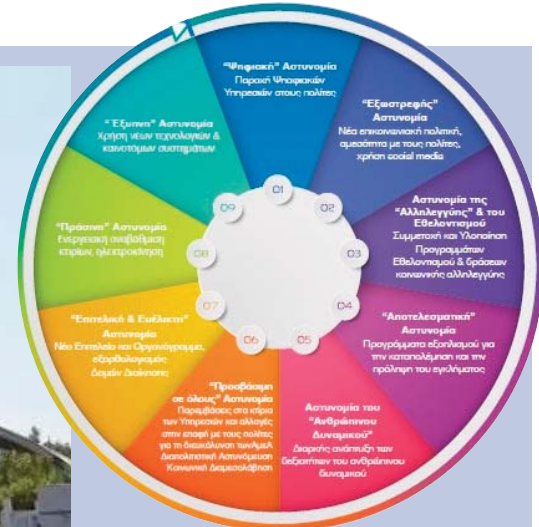 "Ψηφιακή" Αστυνομία
Παροχή Ψηφιακών
Υπηρεσιών στους πολίτες
"Εξωστρεφής"
Αστυνομία
Νέα επικοινωνιακή πολιτική,
αμεσότητα με τους πολίτες,
χρήση social media
Αστυνομία της
"Αλληλεγγύης" & του
Εθελοντισμού
Συμμετοχή και Υλοποίηση
Προγραμμάτων
Εθελοντισμού & δράσεων
κοινωνικής αλληλεγγύης
"Αποτελεσματική"
Αστυνομία
Προγράμματα εξοπλισμού για
την καταπολέμηση και την
πρόληψη του εγκλήματος
Αστυνομία του
"Ανθρώπινου
Δυναμικού"
Διαρκής ανάπτυξη των
δεξιοτήτων του ανθρώπινου
δυναμικού
"Προσβάσιμη
σε όλους" Αστυνομία
Παρεμβάσεις στα κτίρια
των Υπηρεσιών και αλλαγές
στην επαφή με τους πολίτες
για τη διευκόλυνση τωνΑμεΑ
Διαπολιτιστική Αστυνόμευση
Κοινωνική Διαμεσολάβηση
"Επιτελική & Ευέλικτη"
Αστυνομία
Νέο Επιτελείο και Οργανόγραμμα,
εξορθολογισμός
Δομών Διοίκησης
"Πράσινη" Αστυνομία
Ενεργειακή αναβάθμιση
κτιρίων, ηλεκτροκίνηση
"Έξυπνη" Αστυνομία
Χρήση νέων τεχνολογιών &
καινοτόμων συστημάτων
01
02
03
04
05
06
07
08
09